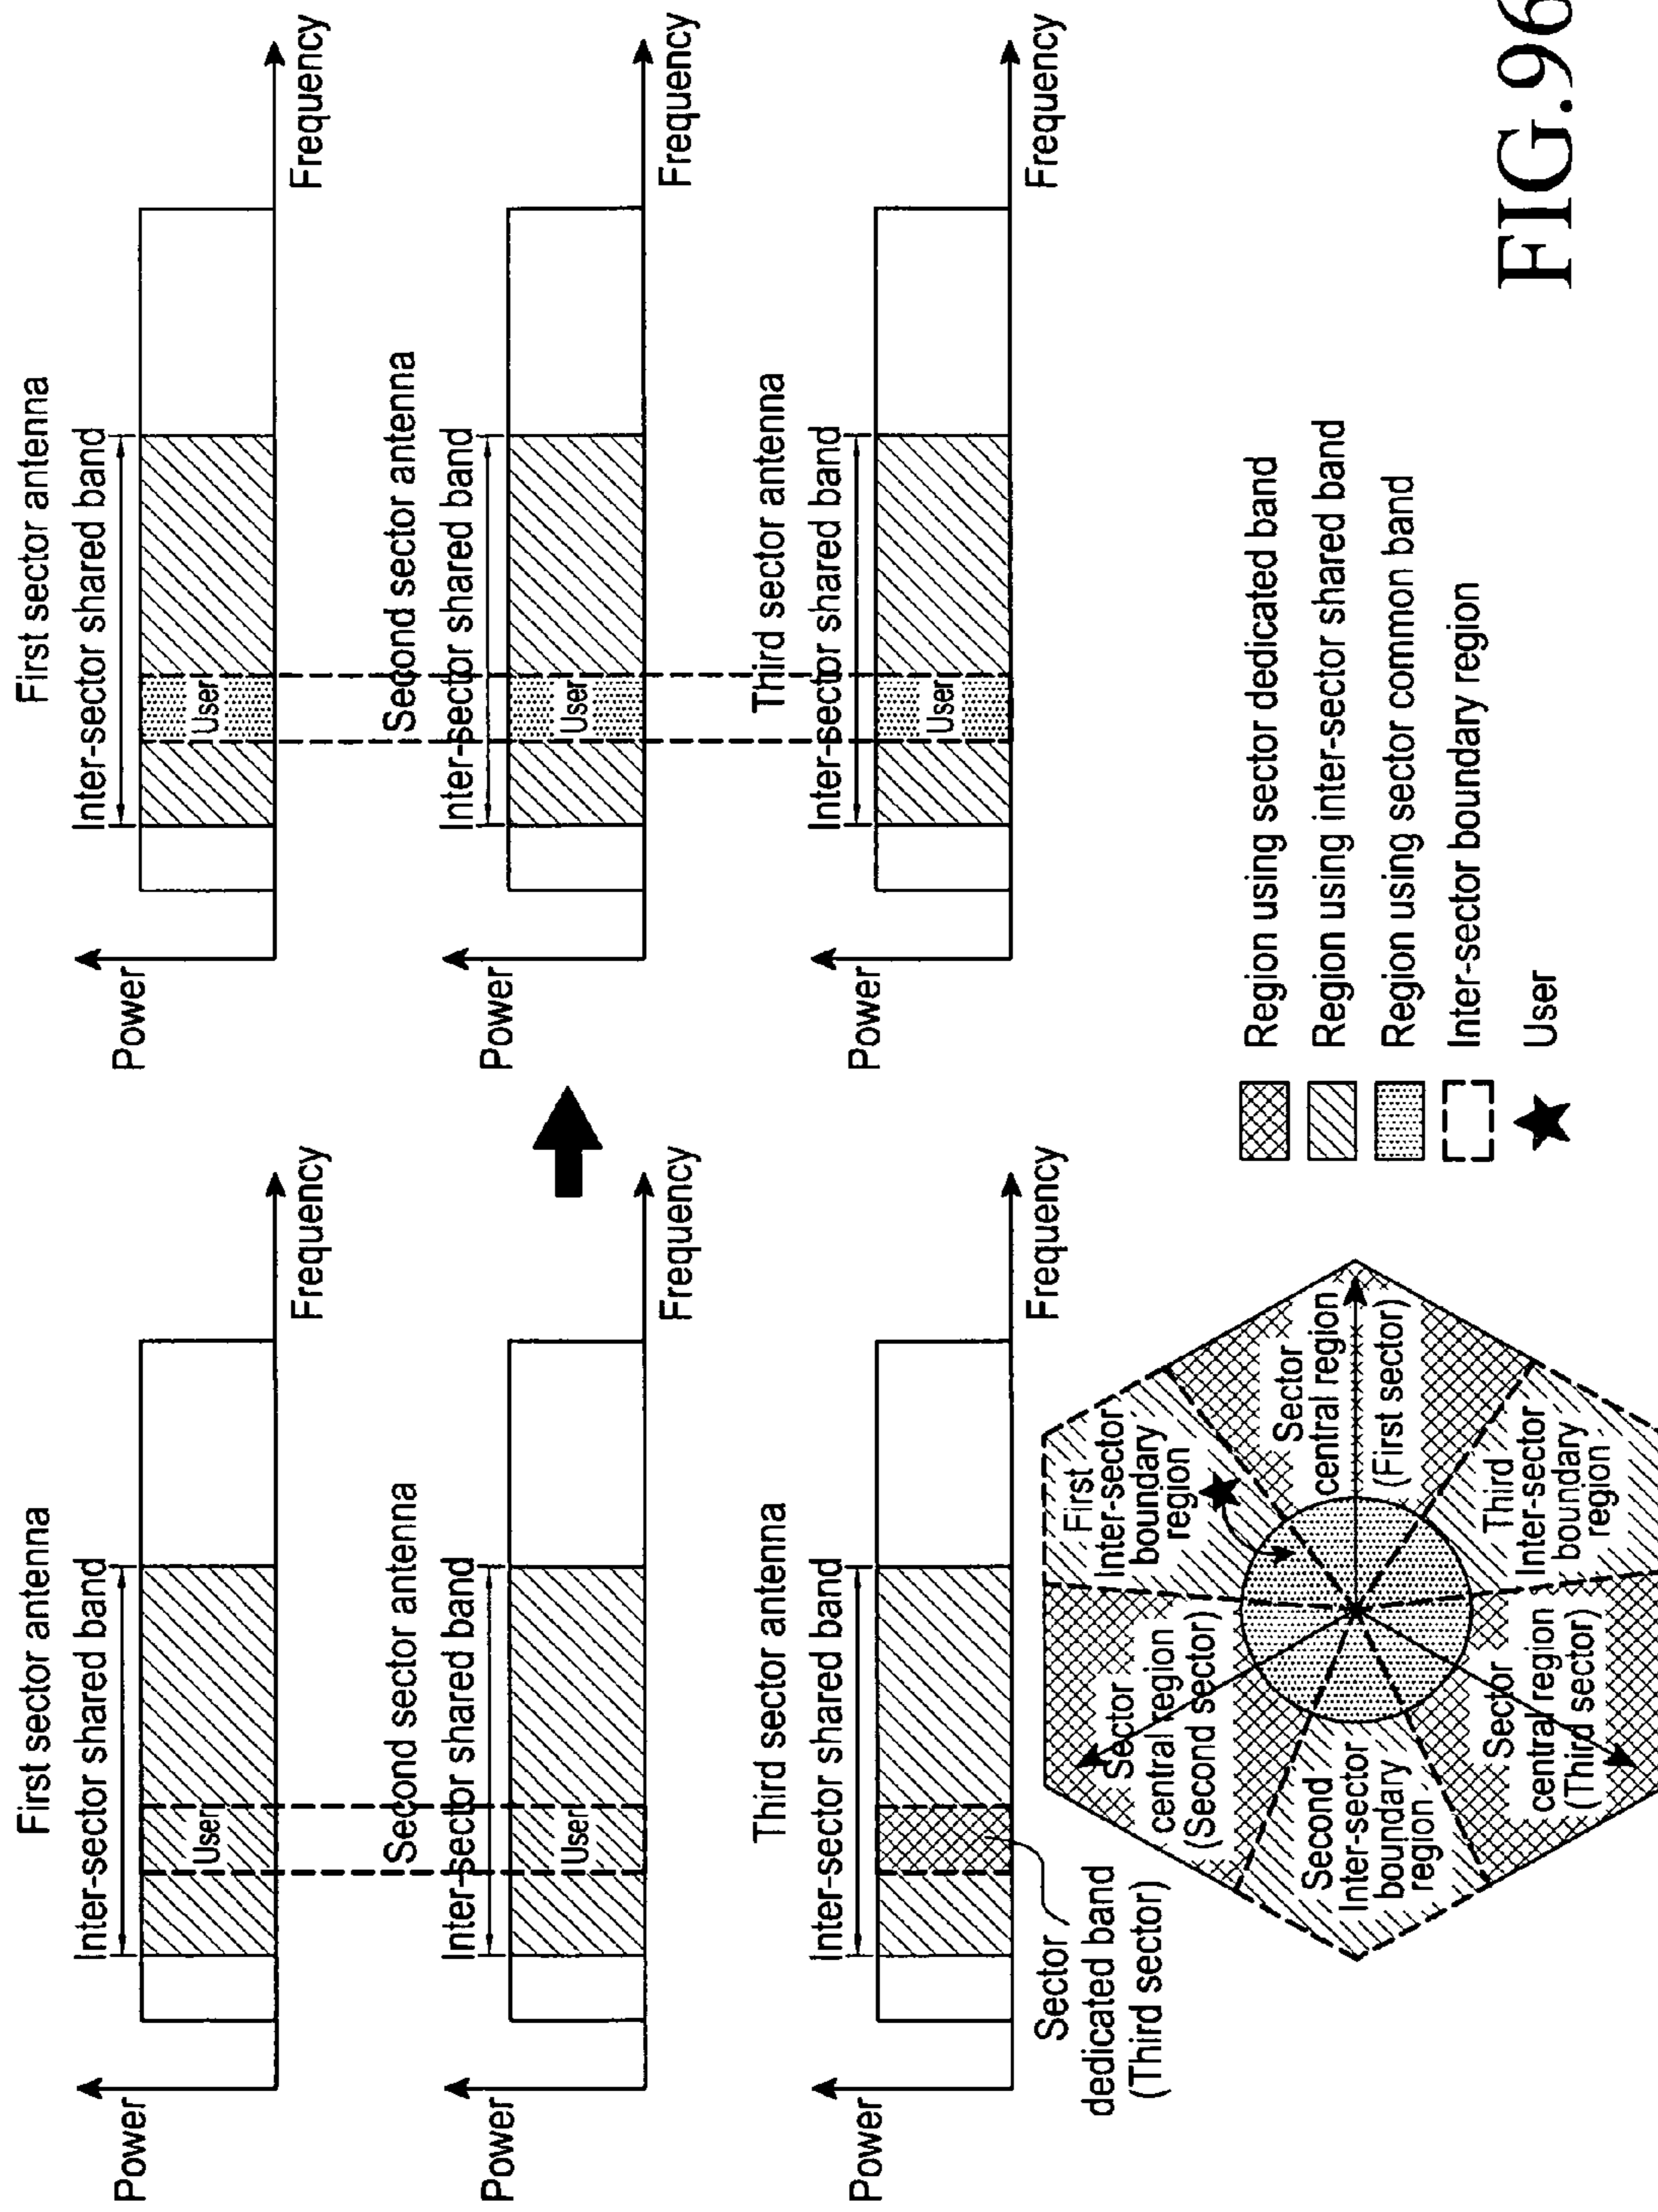 First sector antenna
Inter-sector shared band
Power
User
Frequency
Second sector antenna
Inter-sector shared band
Power
User
Frequency
Third sector antenna
Inter-sector shared band
Power
Frequency
Sector
dedicated band
(Third sector)
First sector antenna
Inter-sector shared band
Power
User
Frequency
Second sector antenna
Inter-sector shared band
Power
User
Frequency
Third sector antenna
Inter-sector shared band
Power
User
Frequency
First
Inter-sector
boundary
region
Sector
central region
(Second sector)
Sector
central region
(First sector)
Second
Inter-sector
boundary
region
Sector
central region
(Third sector)
Third
Inter-sector
boundary
region
Region using sector dedicated band
Region using inter-sector shared band
Region using sector common band
Inter-sector boundary region
User
FIG.96